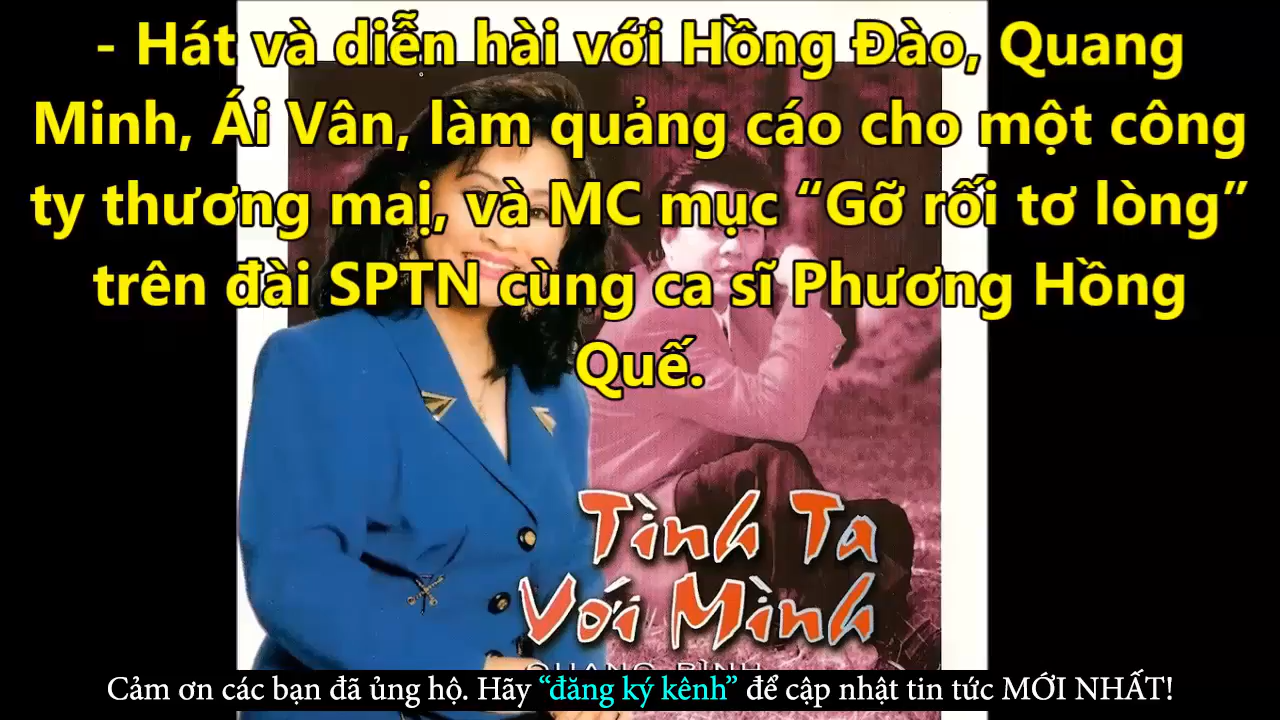 - Hát và diễn hài với Hồng Đào, Quang
Minh, Ái Vân, làm quảng cáo cho một công
ty thương mại, và MC mục “Gỡ rối tơ lòng”
trên đài SPTN cùng ca sĩ Phương Hồng
Quế.
Tình Ta
Với Mình
QUANG BÌNH
Cảm ơn các bạn đã ủng hộ. Hãy “đăng ký kênh” để cập nhật tin tức MỚI NHẤT!